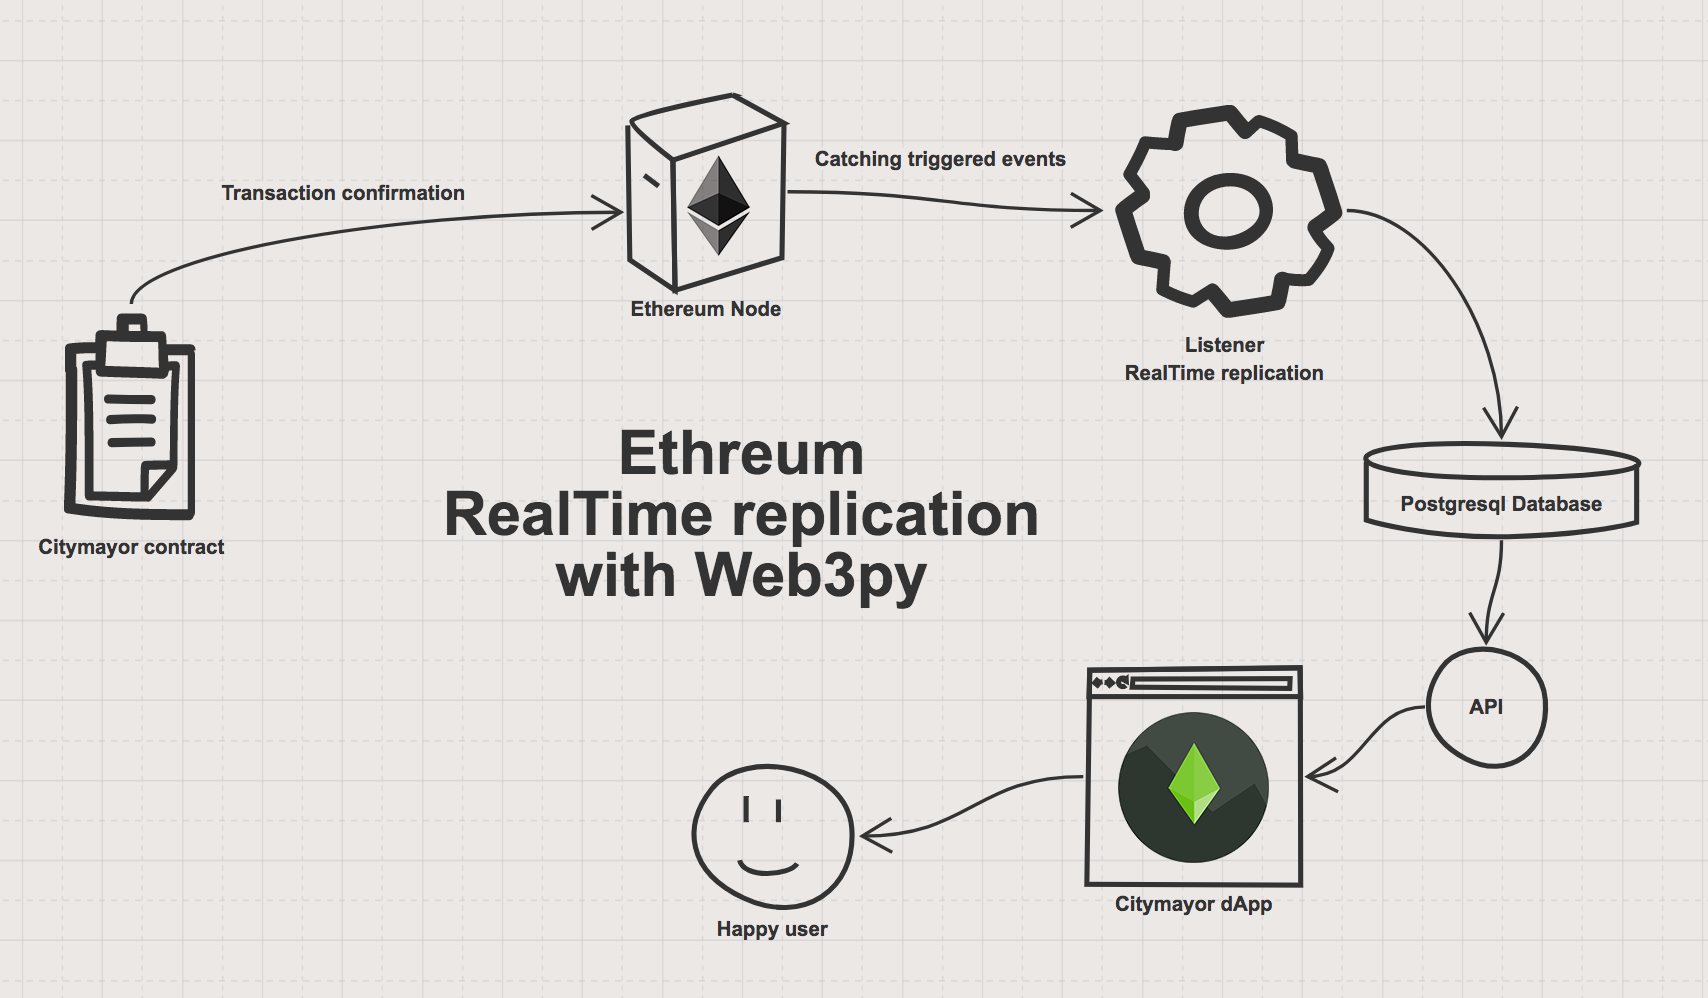 Transaction confirmation
Catching triggered events
Ethereum Node
Listener
RealTime replication
Citymayor contract
Ethreum
RealTime replication
with Web3py
Postgresql Database
API
Citymayor dApp
Happy user